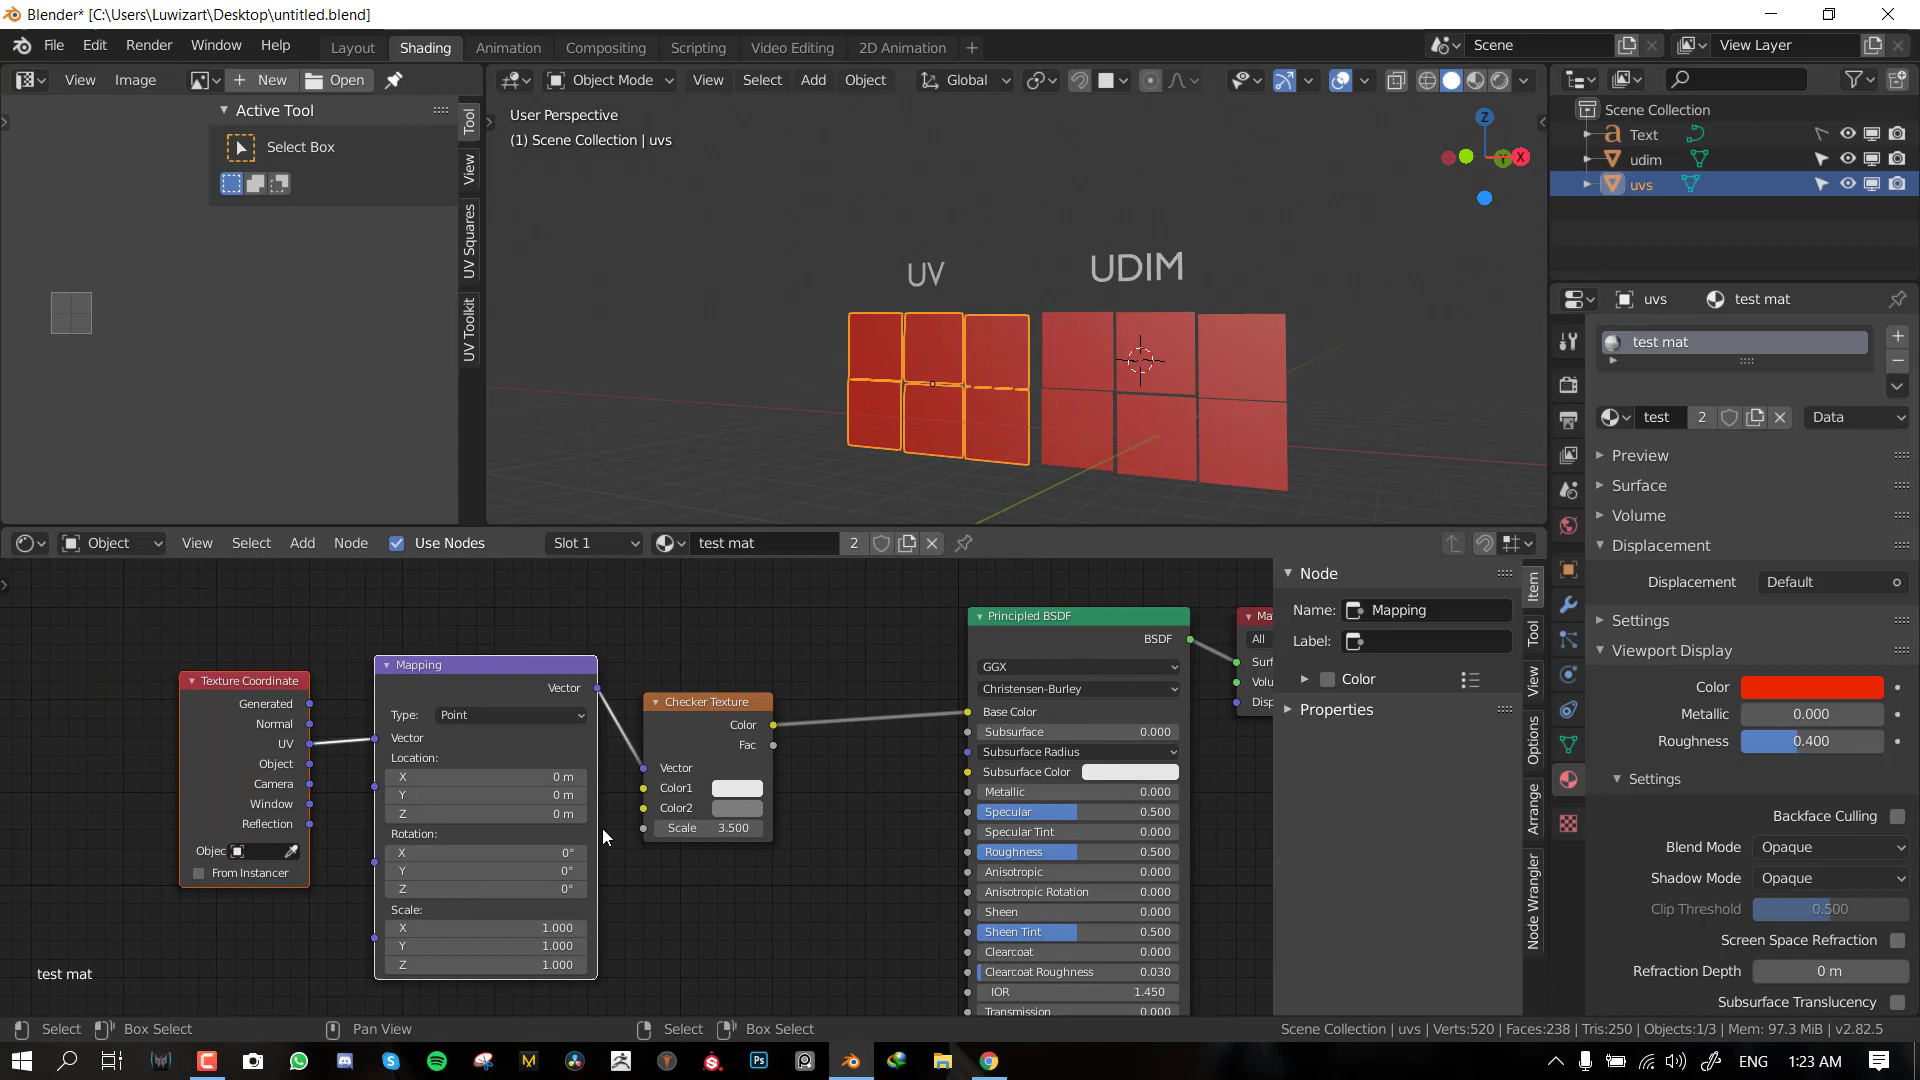 Blender* [C:\Users\Luwizart\Desktop\untitled.blend]
File Edit Render Window Help Layout Shading Animation Compositing Scripting Video Editing 2D Animation + Scene View Layer
View Image New Open
Object Mode View Select Add Object Global
Active Tool
Select Box
Tool
View
UV Squares
UV Toolkit
User Perspective
(1) Scene Collection | uvs
Z
Y
X
UV
UDIM
Scene Collection
Text
udim
uvs
uvs test mat
test mat
test 2 Data
Preview
Surface
Volume
Displacement
Displacement Default
Settings
Viewport Display
Color
Metallic 0.000
Roughness 0.400
Settings
Backface Culling
Blend Mode Opaque
Shadow Mode Opaque
Clip Threshold 0.500
Screen Space Refraction
Refraction Depth 0 m
Subsurface Translucency
Object View Select Add Node Use Nodes Slot 1 test mat 2
Texture Coordinate
Generated
Normal
UV
Object
Camera
Window
Reflection
Objec
From Instancer
Mapping
Vector
Type: Point
Vector
Location:
X 0 m
Y 0 m
Z 0 m
Rotation:
X 0°
Y 0°
Z 0°
Scale:
X 1.000
Y 1.000
Z 1.000
Checker Texture
Color
Fac
Vector
Color1
Color2
Scale 3.500
Principled BSDF
BSDF
GGX
Christensen-Burley
Base Color
Subsurface 0.000
Subsurface Radius
Subsurface Color
Metallic 0.000
Specular 0.500
Specular Tint 0.000
Roughness 0.500
Anisotropic 0.000
Anisotropic Rotation 0.000
Sheen 0.000
Sheen Tint 0.500
Clearcoat 0.000
Clearcoat Roughness 0.030
IOR 1.450
Transmission 0.000
Ma
All
Surf
Volu
Disp
Node
Name: Mapping
Label:
Color
Properties
Item
Tool
View
Options
Arrange
Node Wrangler
test mat
Select Box Select Pan View Select Box Select Scene Collection | uvs | Verts:520 | Faces:238 | Tris:250 | Objects:1/3 | Mem: 97.3 MiB | v2.82.5
Ps
ENG 1:23 AM